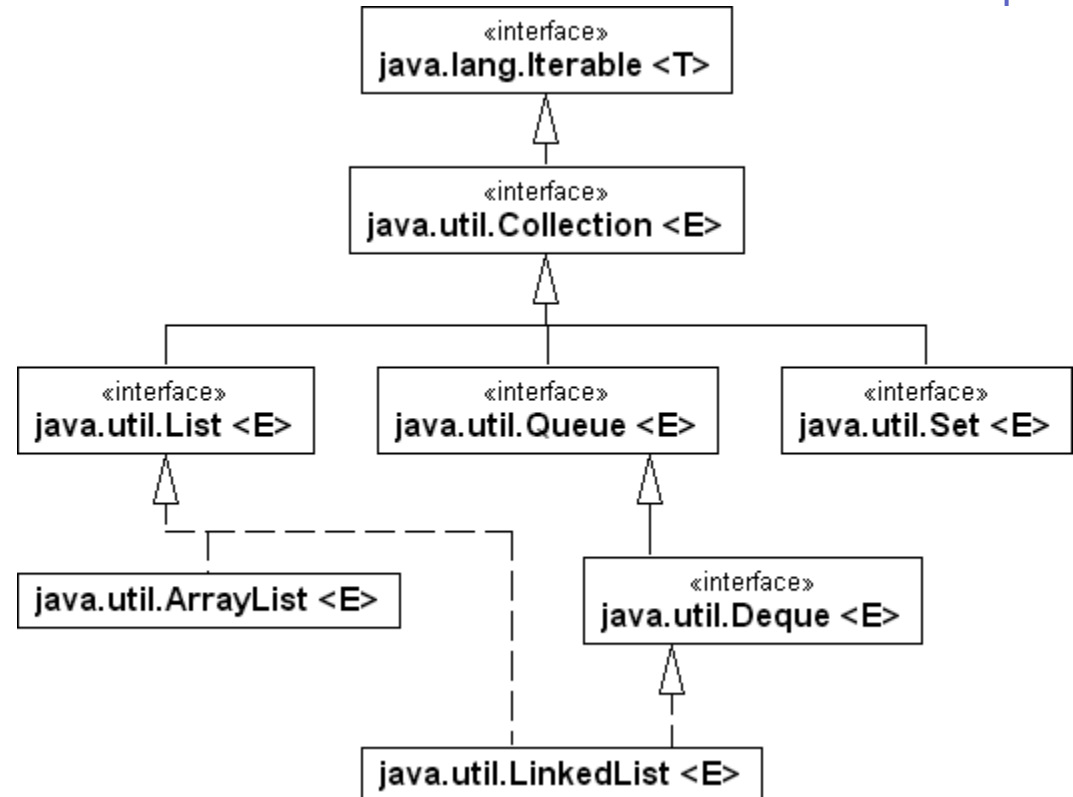 «interface»
java.lang.Iterable <T>
«interface»
java.util.Collection <E>
«interface»
java.util.List <E>
«interface»
java.util.Queue <E>
«interface»
java.util.Set <E>
java.util.ArrayList <E>
«interface»
java.util.Deque <E>
java.util.LinkedList <E>